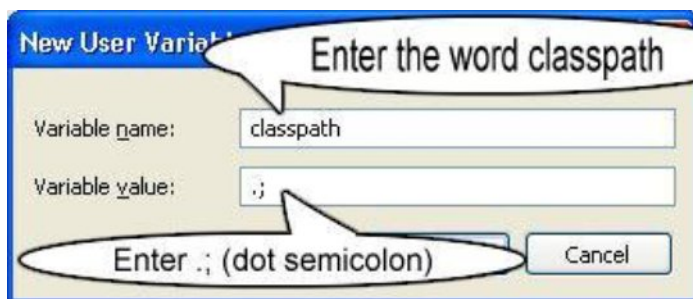 New User Varia
Enter the word classpath
Variable name:
classpath
Variable value:
.;
Enter .; (dot semicolon)
Cancel